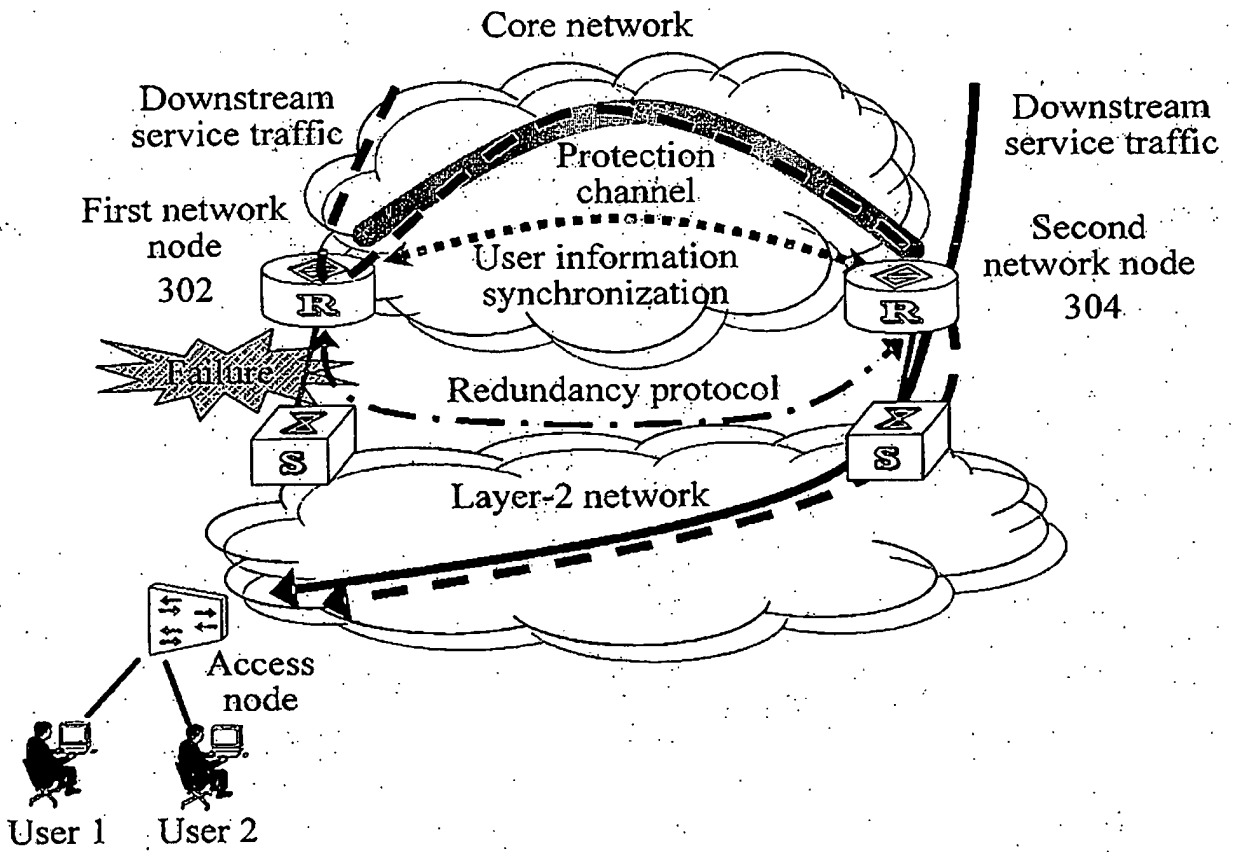 Core network
Downstream
service traffic
Downstream
service traffic
Protection
channel
First network
node
302
User information
synchronization
Second
network node
304
R
R
Failure
Redundancy protocol
S
S
Layer-2 network
Access
node
User 1
User 2